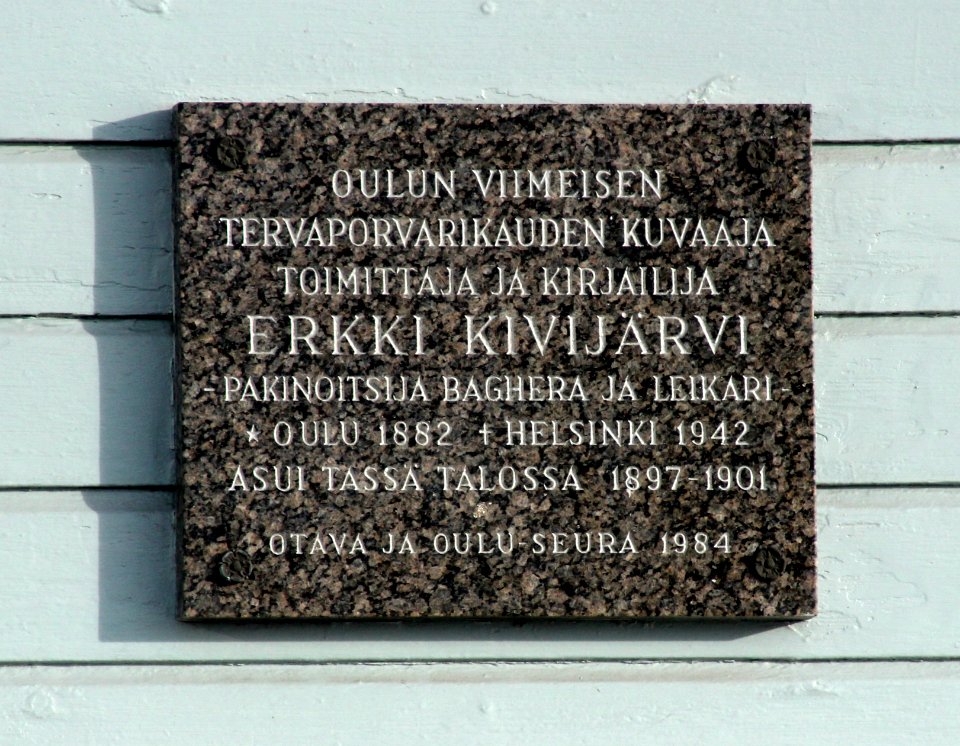 OULUN VIIMEISEN
TERVAPORVARIKAUDEN KUVAAJA
TOIMITTAJA JA KIRJAILIJA
ERKKI KIVIJÄRVI
- PAKINOITSIJA BAGHERA JA LEIKARI -
* OULU 1882 † HELSINKI 1942
ASUI TÄSSÄ TALOSSA 1897-1901
OTAVA JA OULU-SEURA 1984